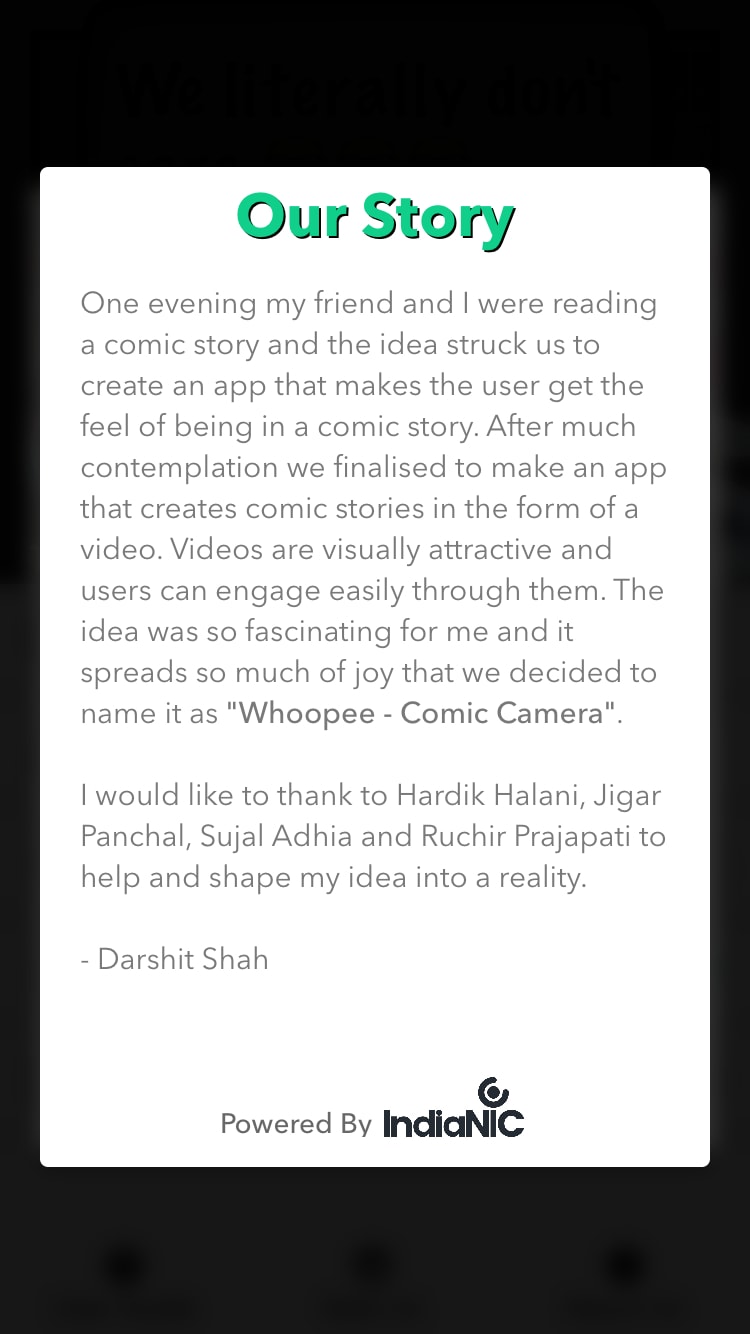 We literally don't
Our Story
One evening my friend and I were reading
a comic story and the idea struck us to
create an app that makes the user get the
feel of being in a comic story. After much
contemplation we finalised to make an app
that creates comic stories in the form of a
video. Videos are visually attractive and
users can engage easily through them. The
idea was so fascinating for me and it
spreads so much of joy that we decided to
name it as "Whoopee - Comic Camera".
I would like to thank to Hardik Halani, Jigar
Panchal, Sujal Adhia and Ruchir Prajapati to
help and shape my idea into a reality.
- Darshit Shah
Powered By IndiaNIC